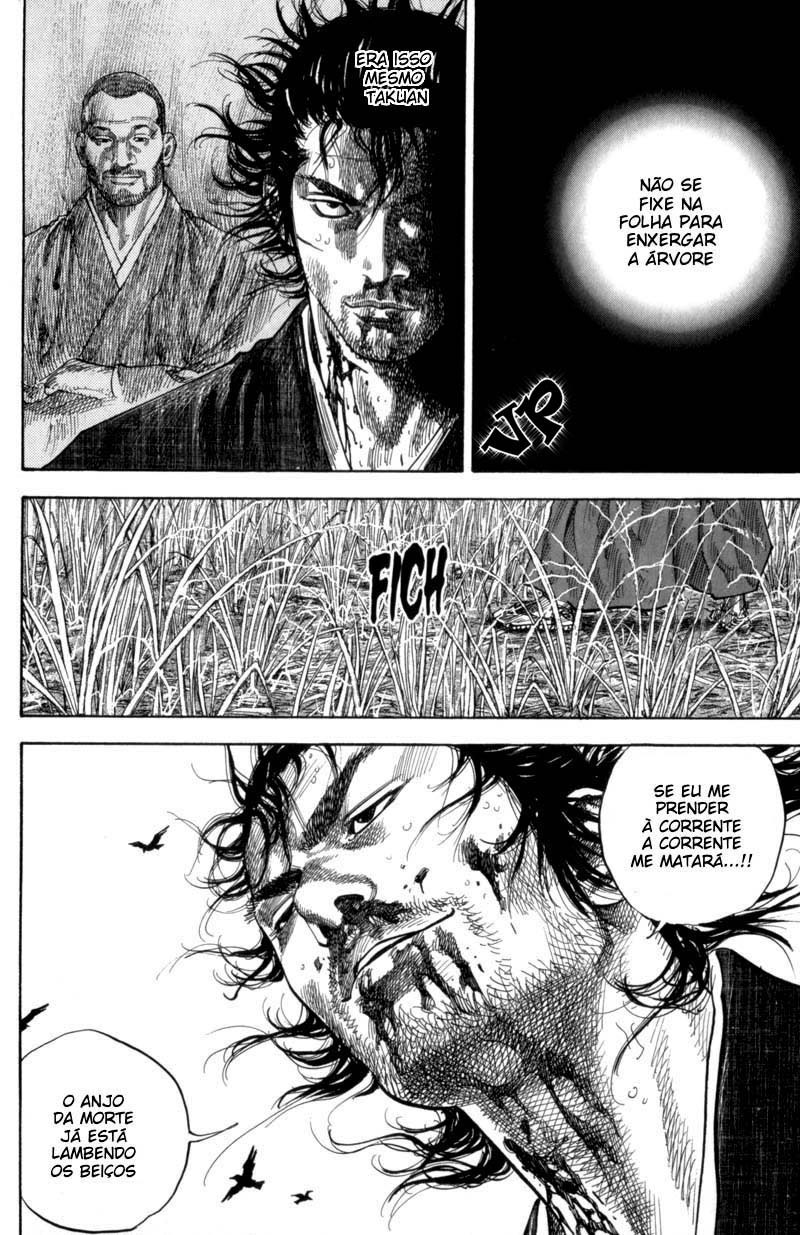 NÃO SE
FIXE NA
FOLHA PARA
ENXERGAR
A ÁRVORE
VP
ERA ISSO
MESMO
TAKUAN
FICH
SE EU ME
PRENDER
À CORRENTE
A CORRENTE
ME MATARÁ...!!
O ANJO
DA MORTE
JÁ ESTÁ
LAMBENDO
OS BEIÇOS